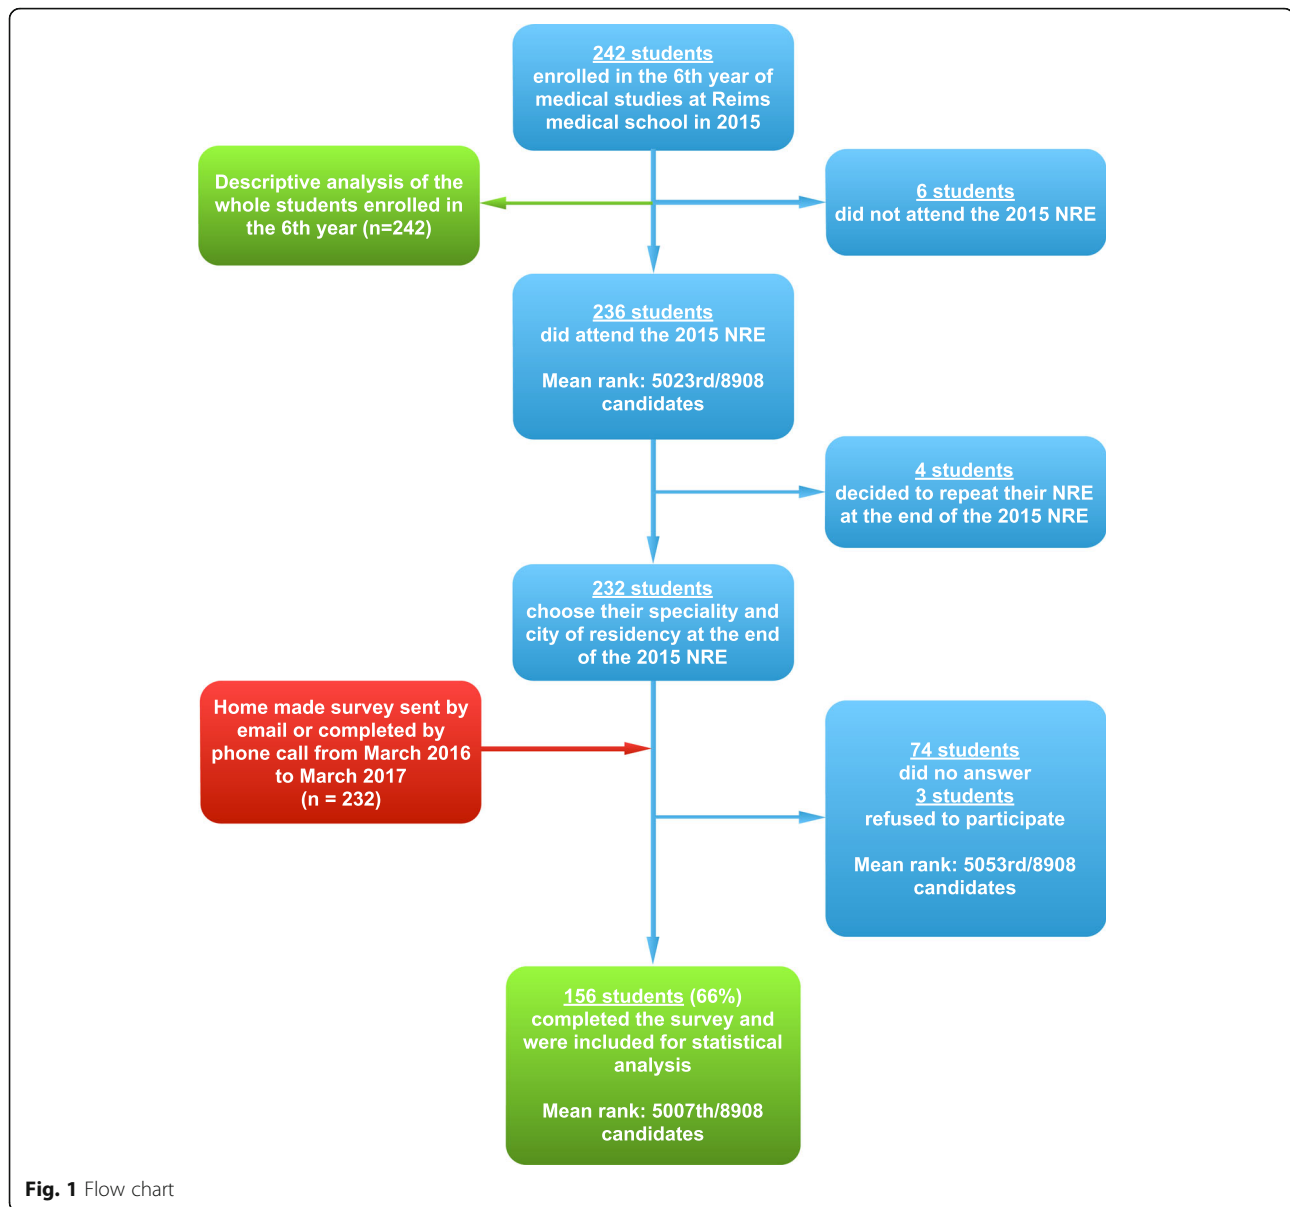 242 students
enrolled in the 6th year of
medical studies at Reims
medical school in 2015
Descriptive analysis of the
whole students enrolled in
the 6th year (n=242)
6 students
did not attend the 2015 NRE
236 students
did attend the 2015 NRE
Mean rank: 5023rd/8908
candidates
4 students
decided to repeat their NRE
at the end of the 2015 NRE
232 students
choose their speciality and
city of residency at the end
of the 2015 NRE
Home made survey sent by
email or completed by
phone call from March 2016
to March 2017
(n = 232)
74 students
did no answer
3 students
refused to participate
Mean rank: 5053rd/8908
candidates
156 students (66%)
completed the survey and
were included for statistical
analysis
Mean rank: 5007th/8908
candidates
Fig. 1 Flow chart